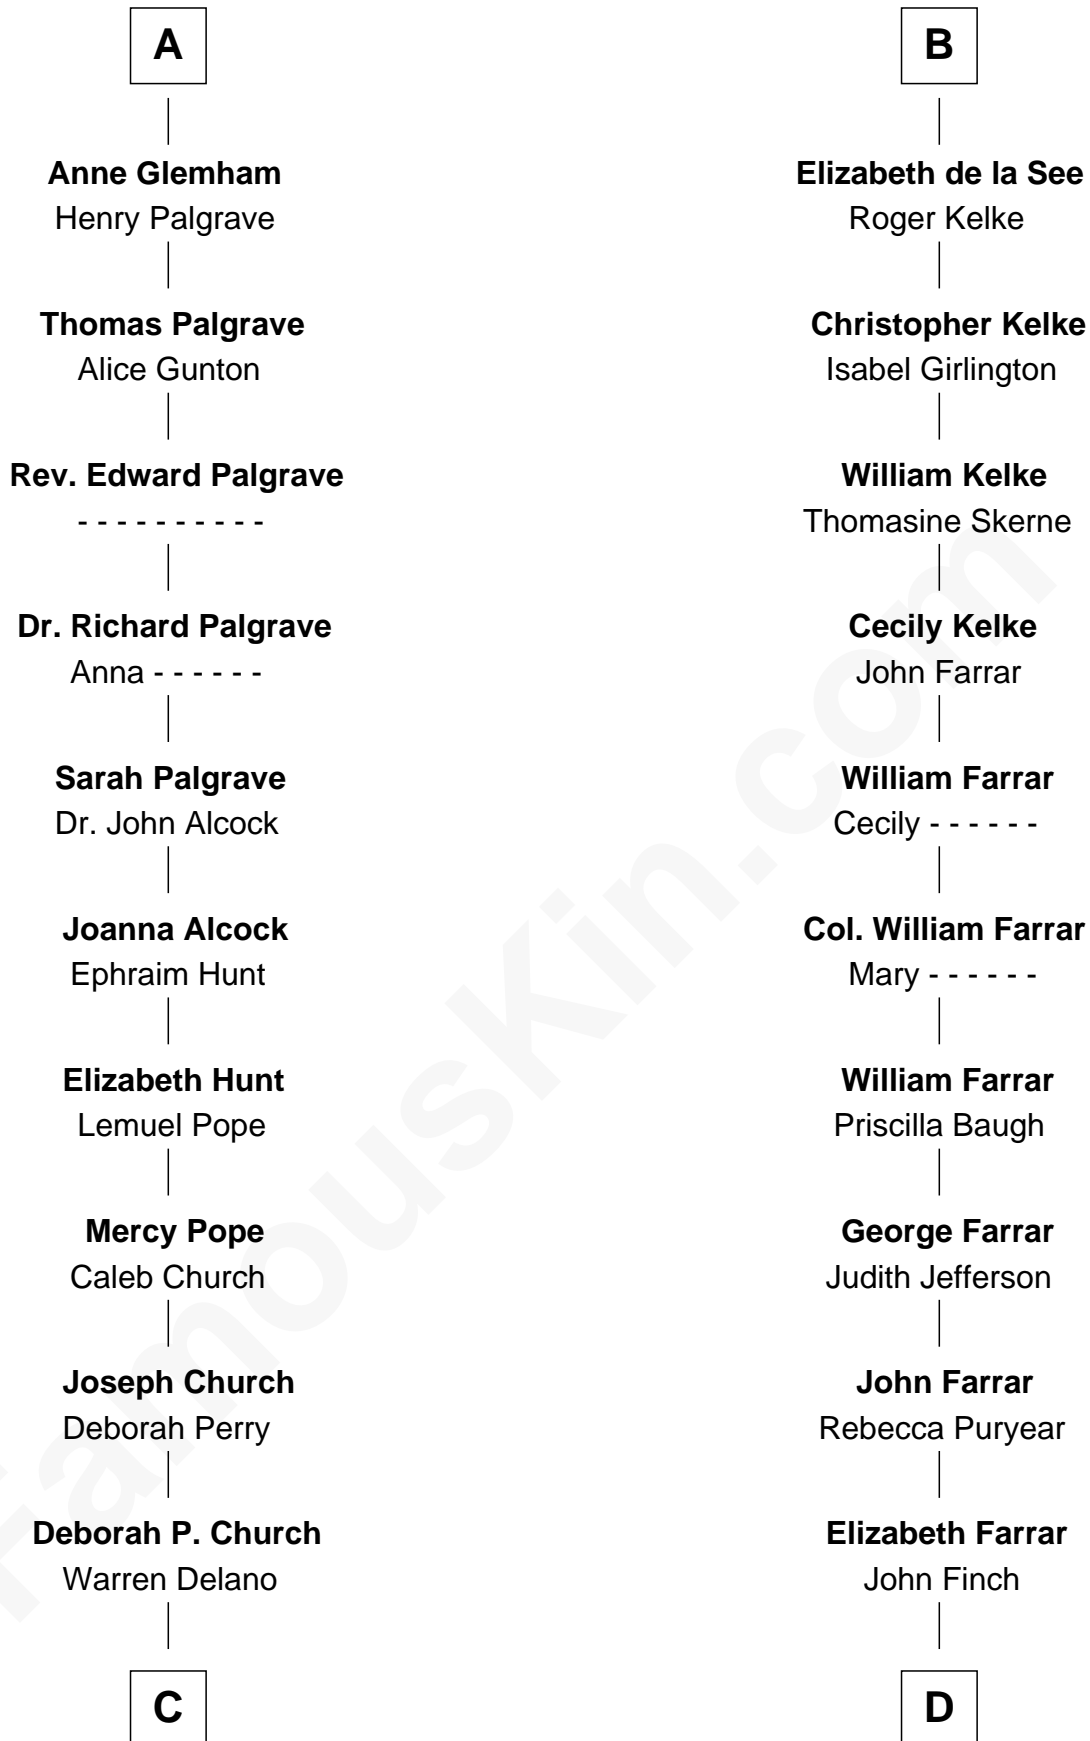 A
Anne Glemham
Henry Palgrave
Thomas Palgrave
Alice Gunton
Rev. Edward Palgrave
- - - - - - - - - -
Dr. Richard Palgrave
Anna - - - - - -
Sarah Palgrave
Dr. John Alcock
Joanna Alcock
Ephraim Hunt
Elizabeth Hunt
Lemuel Pope
Mercy Pope
Caleb Church
Joseph Church
Deborah Perry
Deborah P. Church
Warren Delano
C
B
Elizabeth de la See
Roger Kelke
Christopher Kelke
Isabel Girlington
William Kelke
Thomasine Skerne
Cecily Kelke
John Farrar
William Farrar
Cecily - - - - - -
Col. William Farrar
Mary - - - - - -
William Farrar
Priscilla Baugh
George Farrar
Judith Jefferson
John Farrar
Rebecca Puryear
Elizabeth Farrar
John Finch
D
FamousKin.com